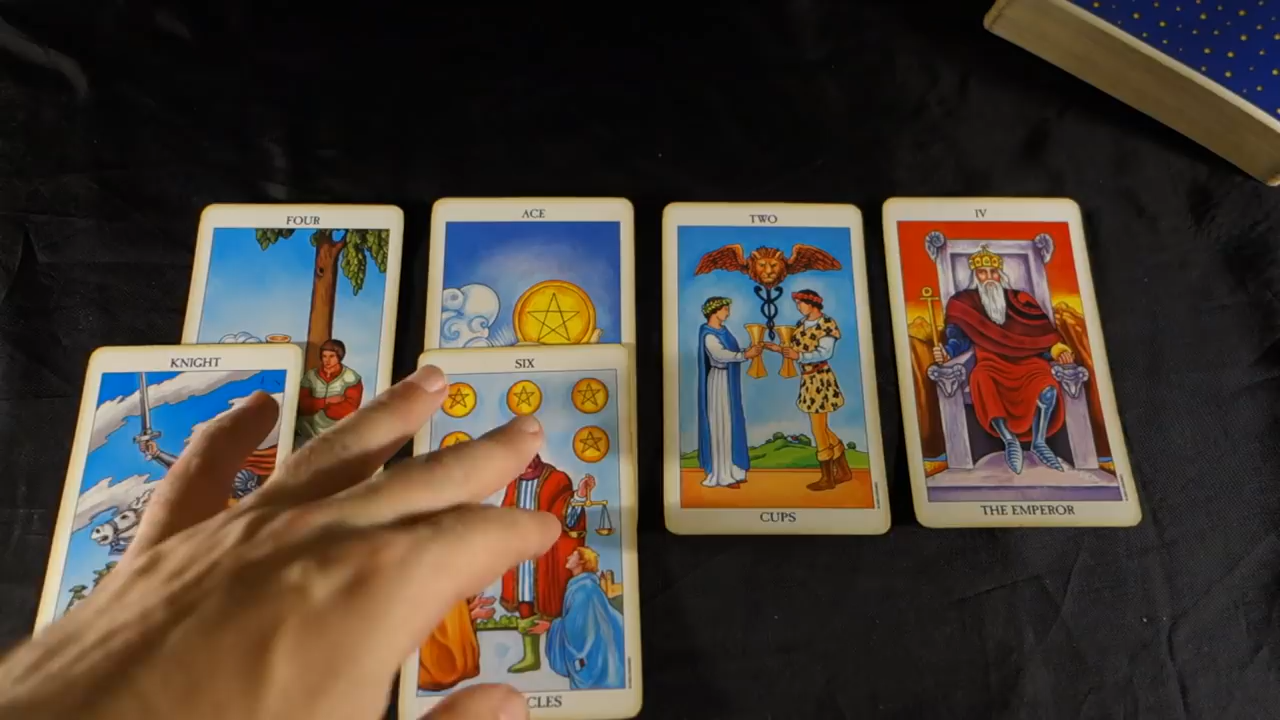 FOUR
ACE
TWO
IV
KNIGHT
SIX
CUPS
THE EMPEROR
CLES